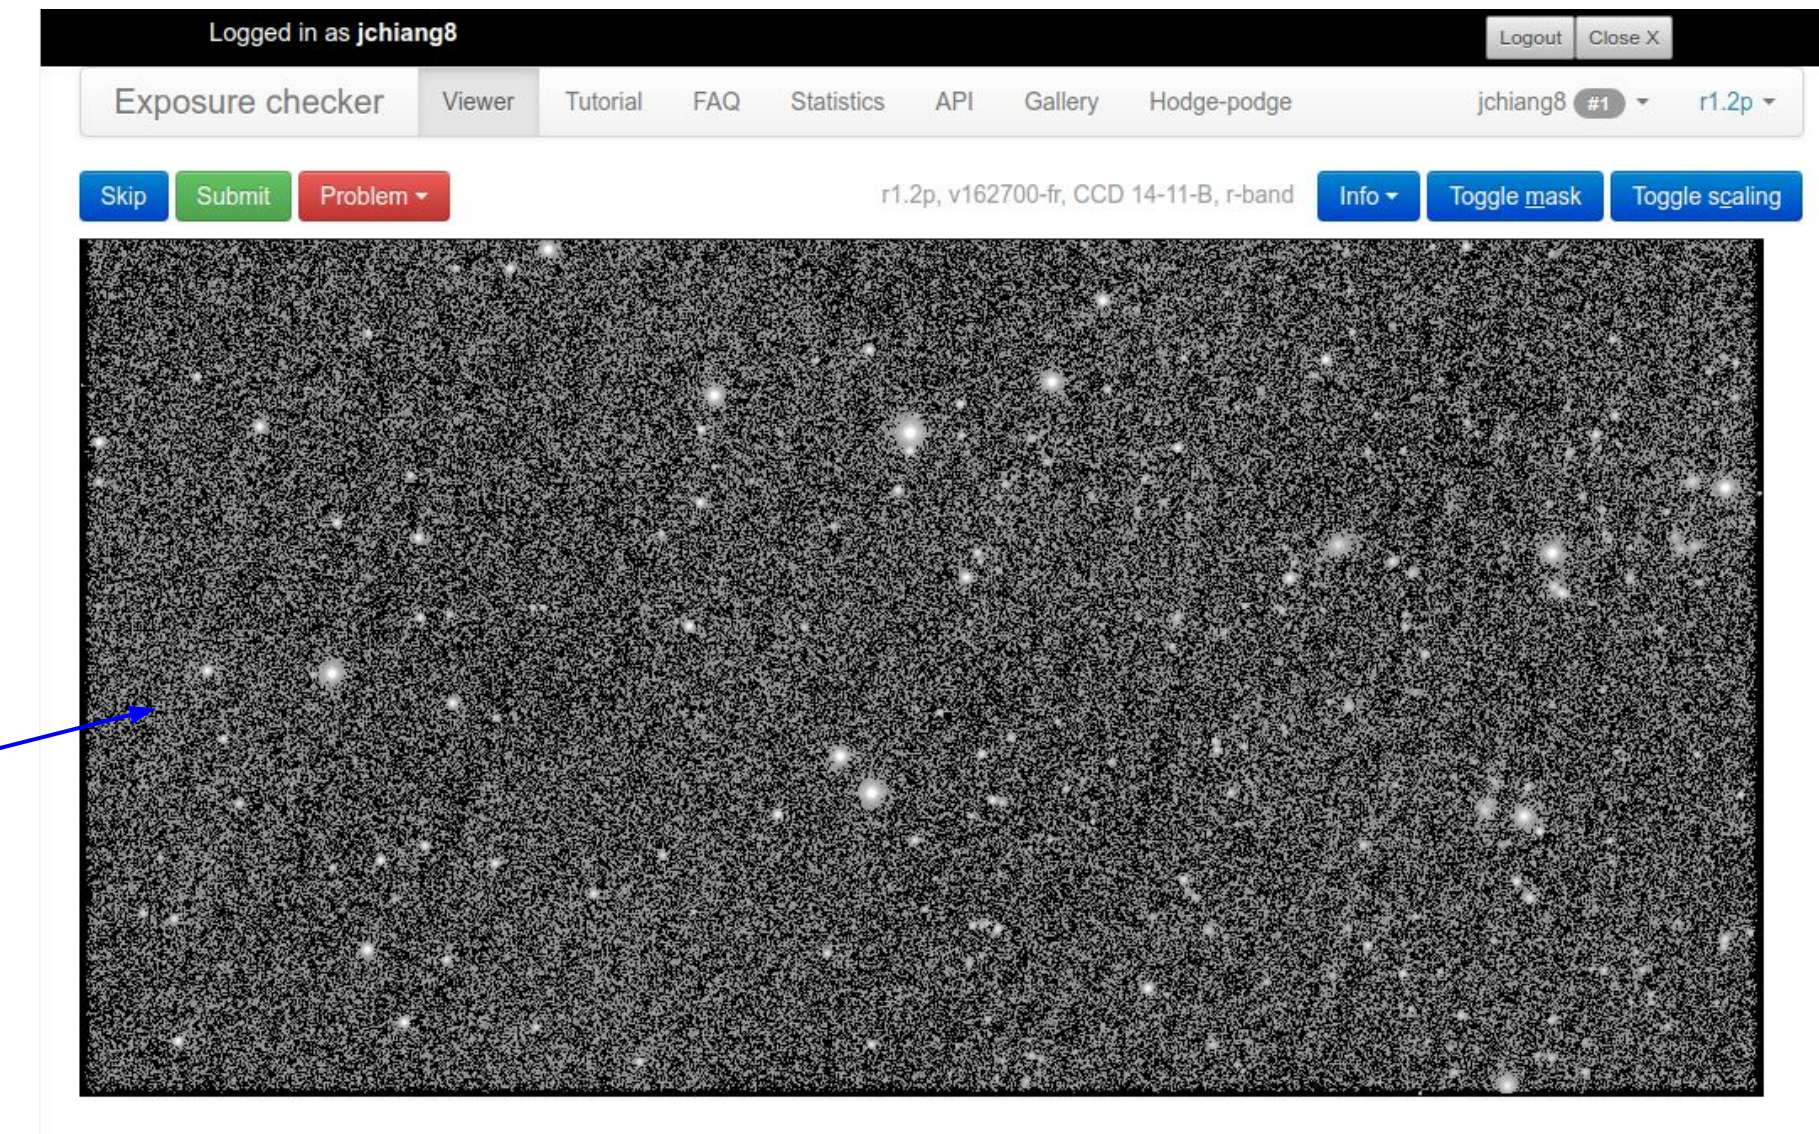 Logged in as jchiang8
Logout Close X
Exposure checker Viewer Tutorial FAQ Statistics API Gallery Hodge-podge jchiang8 #1 r1.2p
Skip Submit Problem r1.2p, v162700-fr, CCD 14-11-B, r-band Info Toggle mask Toggle scaling